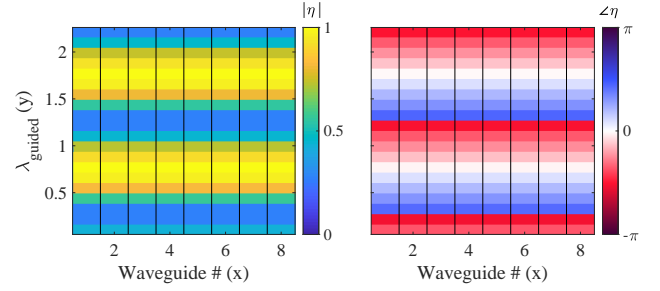 |η|
∠η
2
1.5
1
0.5
λguided (y)
2 4 6 8
Waveguide # (x)
1
0.5
0
2 4 6 8
Waveguide # (x)
π
0
-π